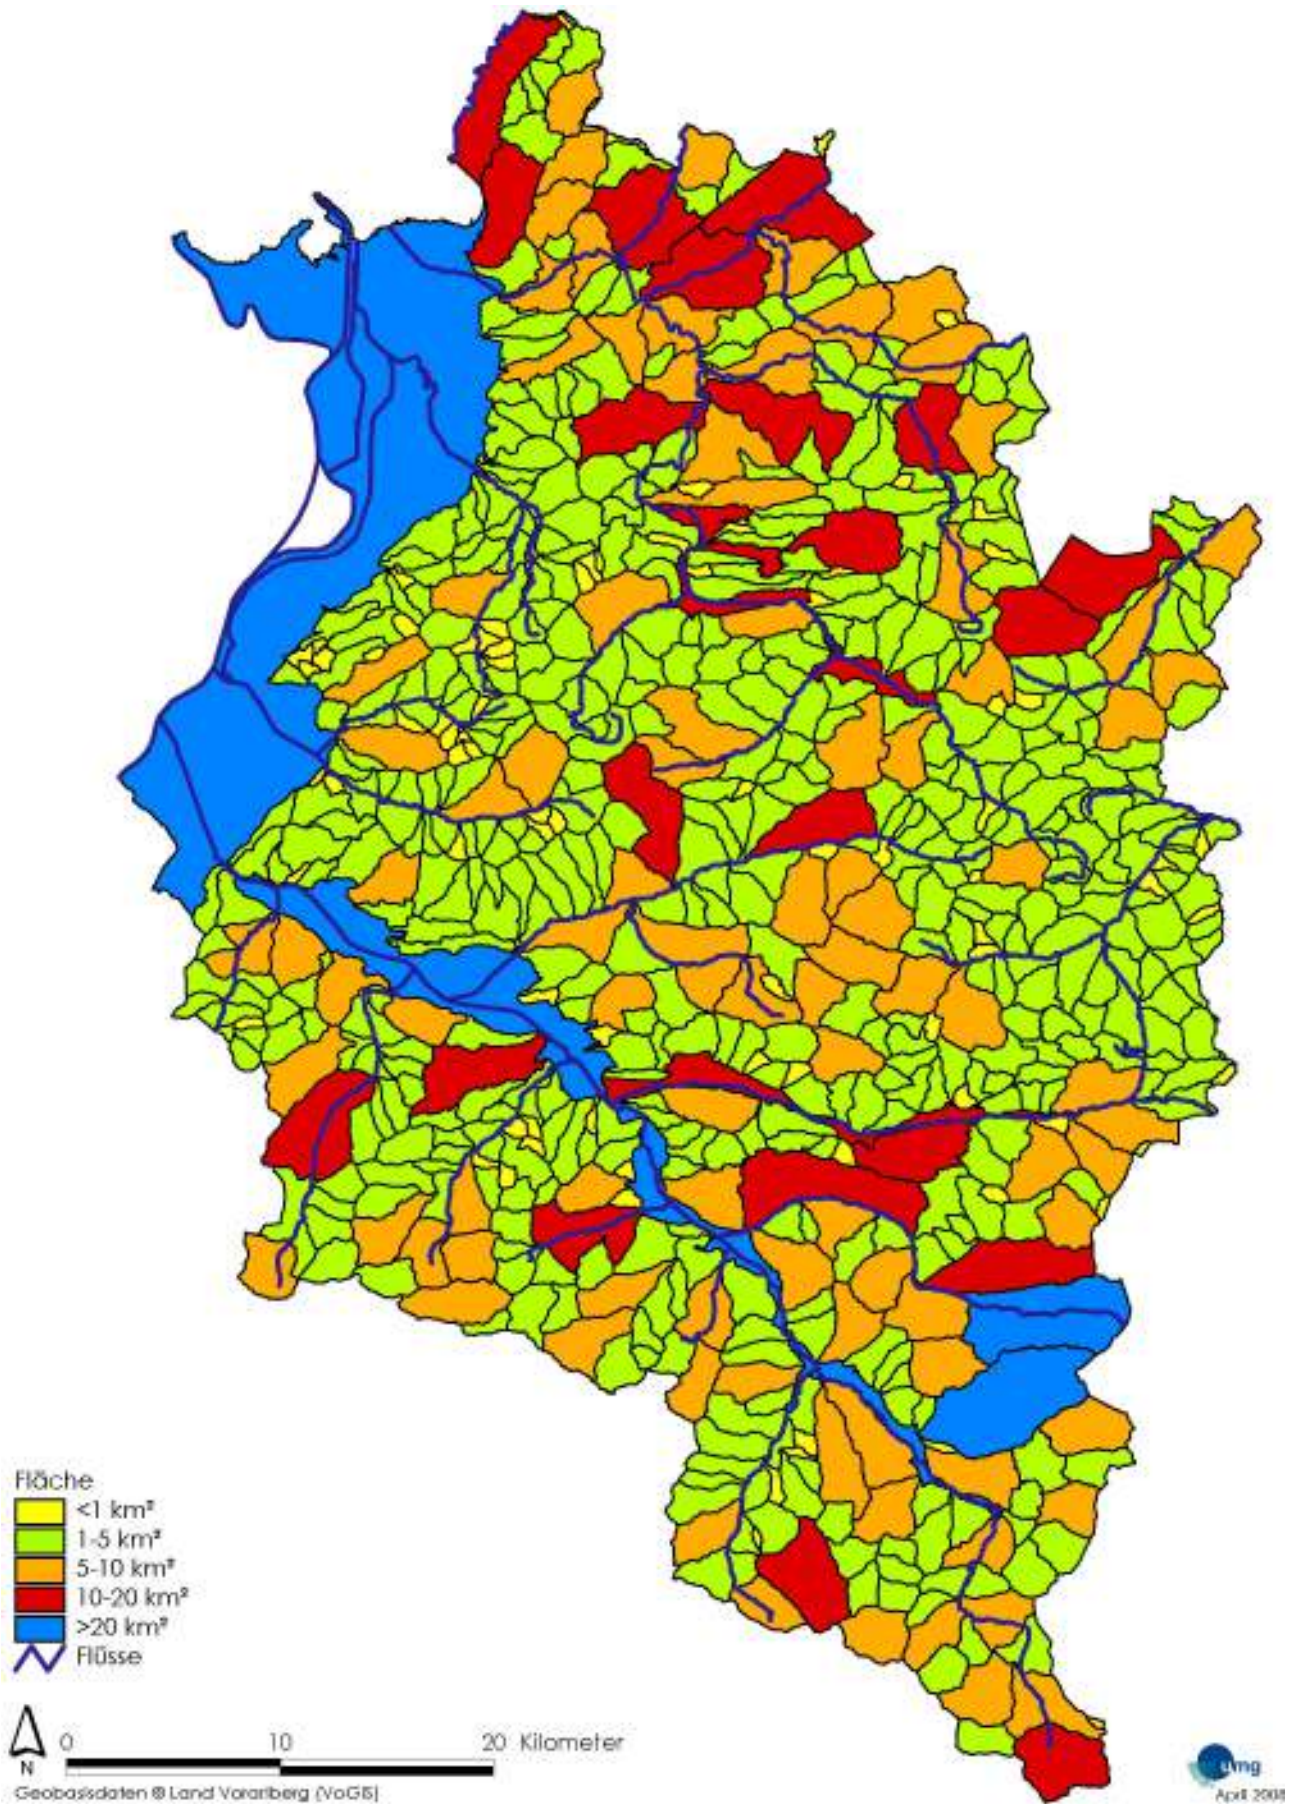 Fläche
<1 km²
1-5 km²
5-10 km²
10-20 km²
>20 km²
Flüsse
0 10 20 Kilometer
N
Geobasisdaten © Land Vorarlberg (VoGIS)
umg
April 2008